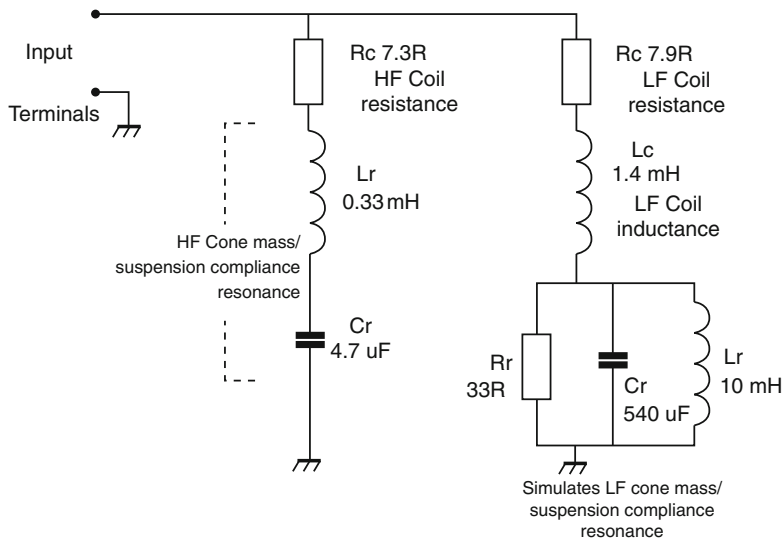 Input
Terminals
Rc 7.3R
HF Coil
resistance
Lr
0.33 mH
HF Cone mass/
suspension compliance
resonance
Cr
4.7 uF
Rc 7.9R
LF Coil
resistance
Lc
1.4 mH
LF Coil
inductance
Rr
33R
Cr
540 uF
Lr
10 mH
Simulates LF cone mass/
suspension compliance
resonance